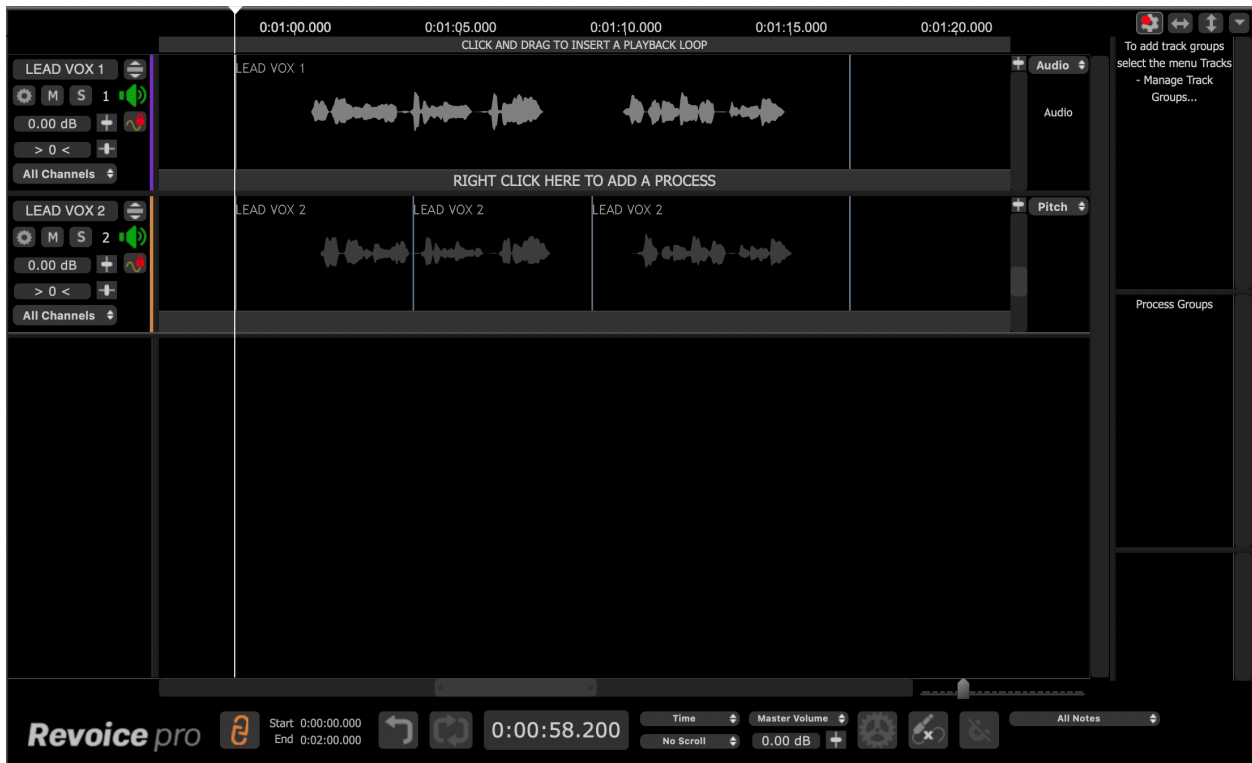 0:01:00.000 0:01:05.000 0:01:10.000 0:01:15.000 0:01:20.000
CLICK AND DRAG TO INSERT A PLAYBACK LOOP
To add track groups
select the menu Tracks
- Manage Track
Groups...
LEAD VOX 1
M S 1
0.00 dB
> 0 <
All Channels
LEAD VOX 1
Audio
Audio
RIGHT CLICK HERE TO ADD A PROCESS
LEAD VOX 2
M S 2
0.00 dB
> 0 <
All Channels
LEAD VOX 2 LEAD VOX 2 LEAD VOX 2
Pitch
Process Groups
Revoice pro
Start 0:00:00.000
End 0:02:00.000
0:00:58.200
Time
No Scroll
Master Volume
0.00 dB
All Notes